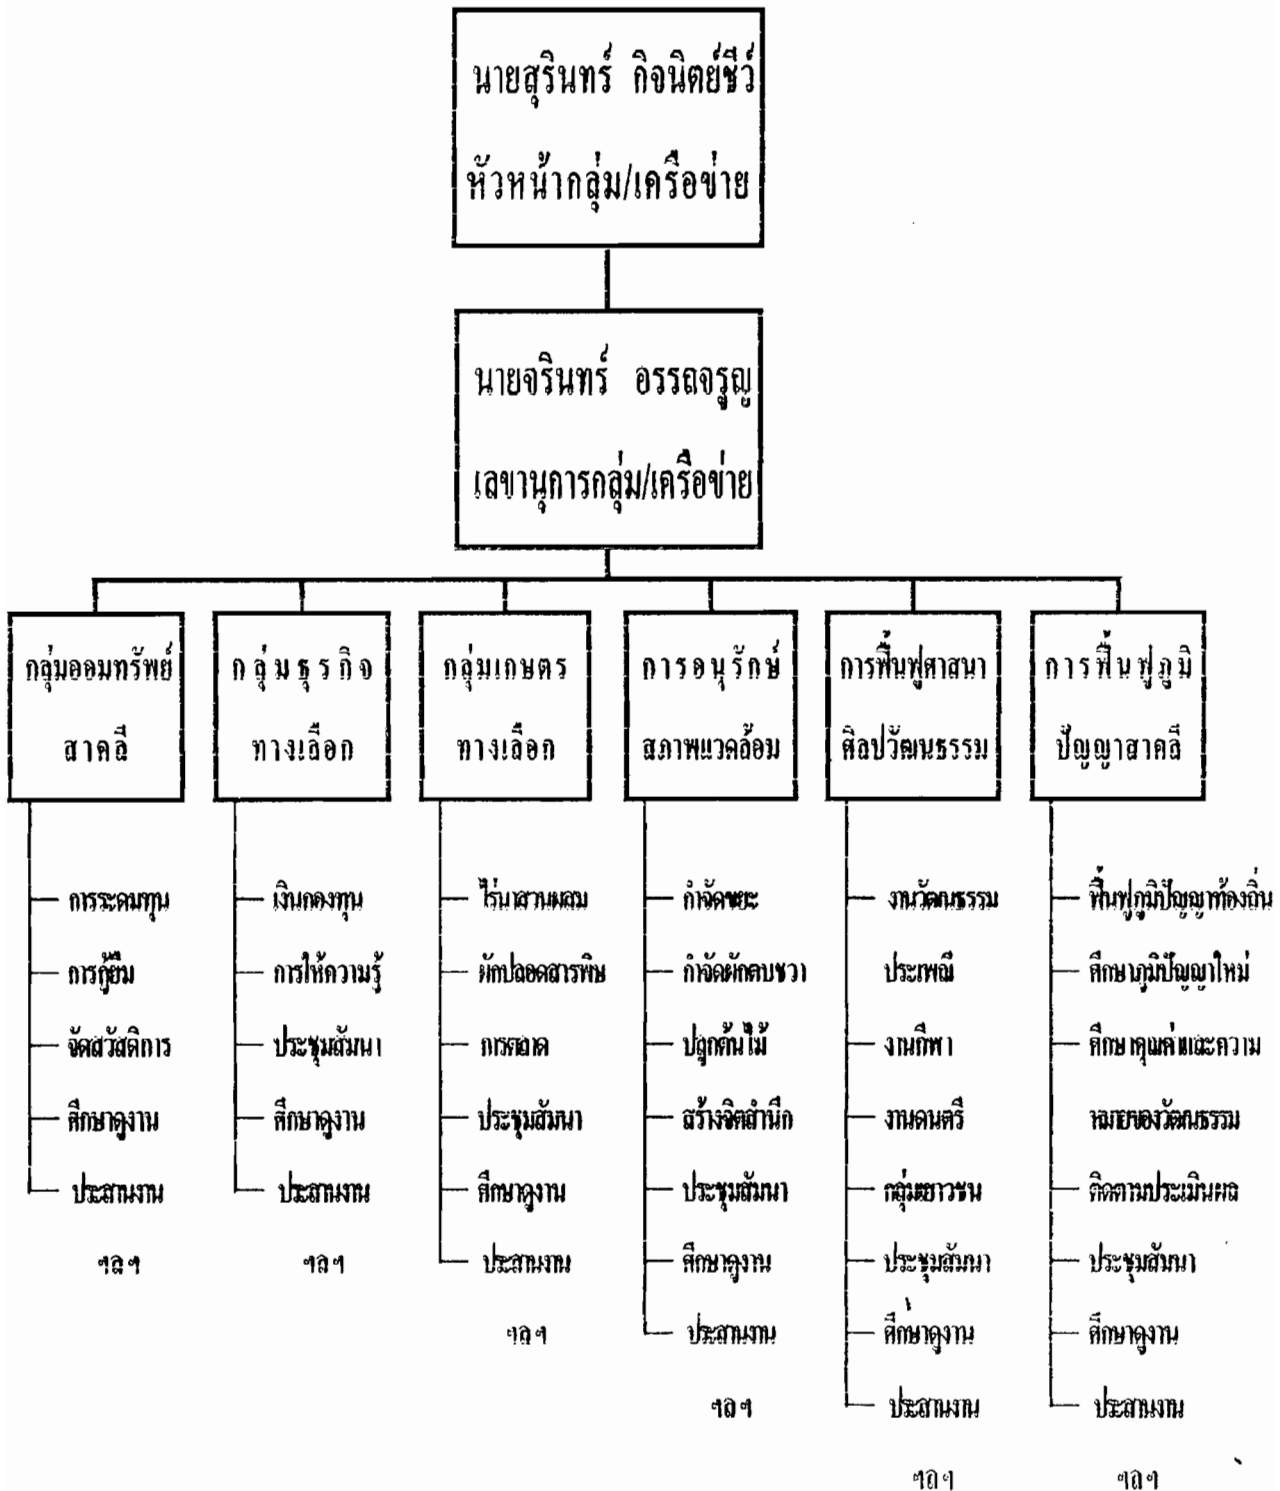 นายสุรินทร์ กิจนิตย์ชีว์
หัวหน้ากลุ่ม/เครือข่าย
นายจรินทร์ อรรถจรูญ
เลขานุการกลุ่ม/เครือข่าย
กลุ่มออมทรัพย์
สาคลี
การระดมทุน
การกู้ยืม
จัดสวัสดิการ
ศึกษาดูงาน
ประสานงาน
ฯลฯ
กลุ่มธุรกิจ
ทางเลือก
เงินกองทุน
การให้ความรู้
ประชุมสัมนา
ศึกษาดูงาน
ประสานงาน
ฯลฯ
กลุ่มเกษตร
ทางเลือก
ไร่นาสวนผสม
ผักปลอดสารพิษ
การตลาด
ประชุมสัมนา
ศึกษาดูงาน
ประสานงาน
ฯลฯ
การอนุรักษ์
สภาพแวดล้อม
กำจัดขยะ
กำจัดผักตบชวา
ปลูกต้นไม้
สร้างจิตสำนึก
ประชุมสัมนา
ศึกษาดูงาน
ประสานงาน
ฯลฯ
การฟื้นฟูศาสนา
ศิลปวัฒนธรรม
งานวัฒนธรรม
ประเพณี
งานกีฬา
งานดนตรี
กลุ่มเยาวชน
ประชุมสัมนา
ศึกษาดูงาน
ประสานงาน
ฯลฯ
การฟื้นฟูภูมิ
ปัญญาสาคลี
ฟื้นฟูภูมิปัญญาท้องถิ่น
ศึกษาภูมิปัญญาใหม่
ศึกษาคุณค่าและความ
หมายของวัฒนธรรม
ติดตามประเมินผล
ประชุมสัมนา
ศึกษาดูงาน
ประสานงาน
ฯลฯ